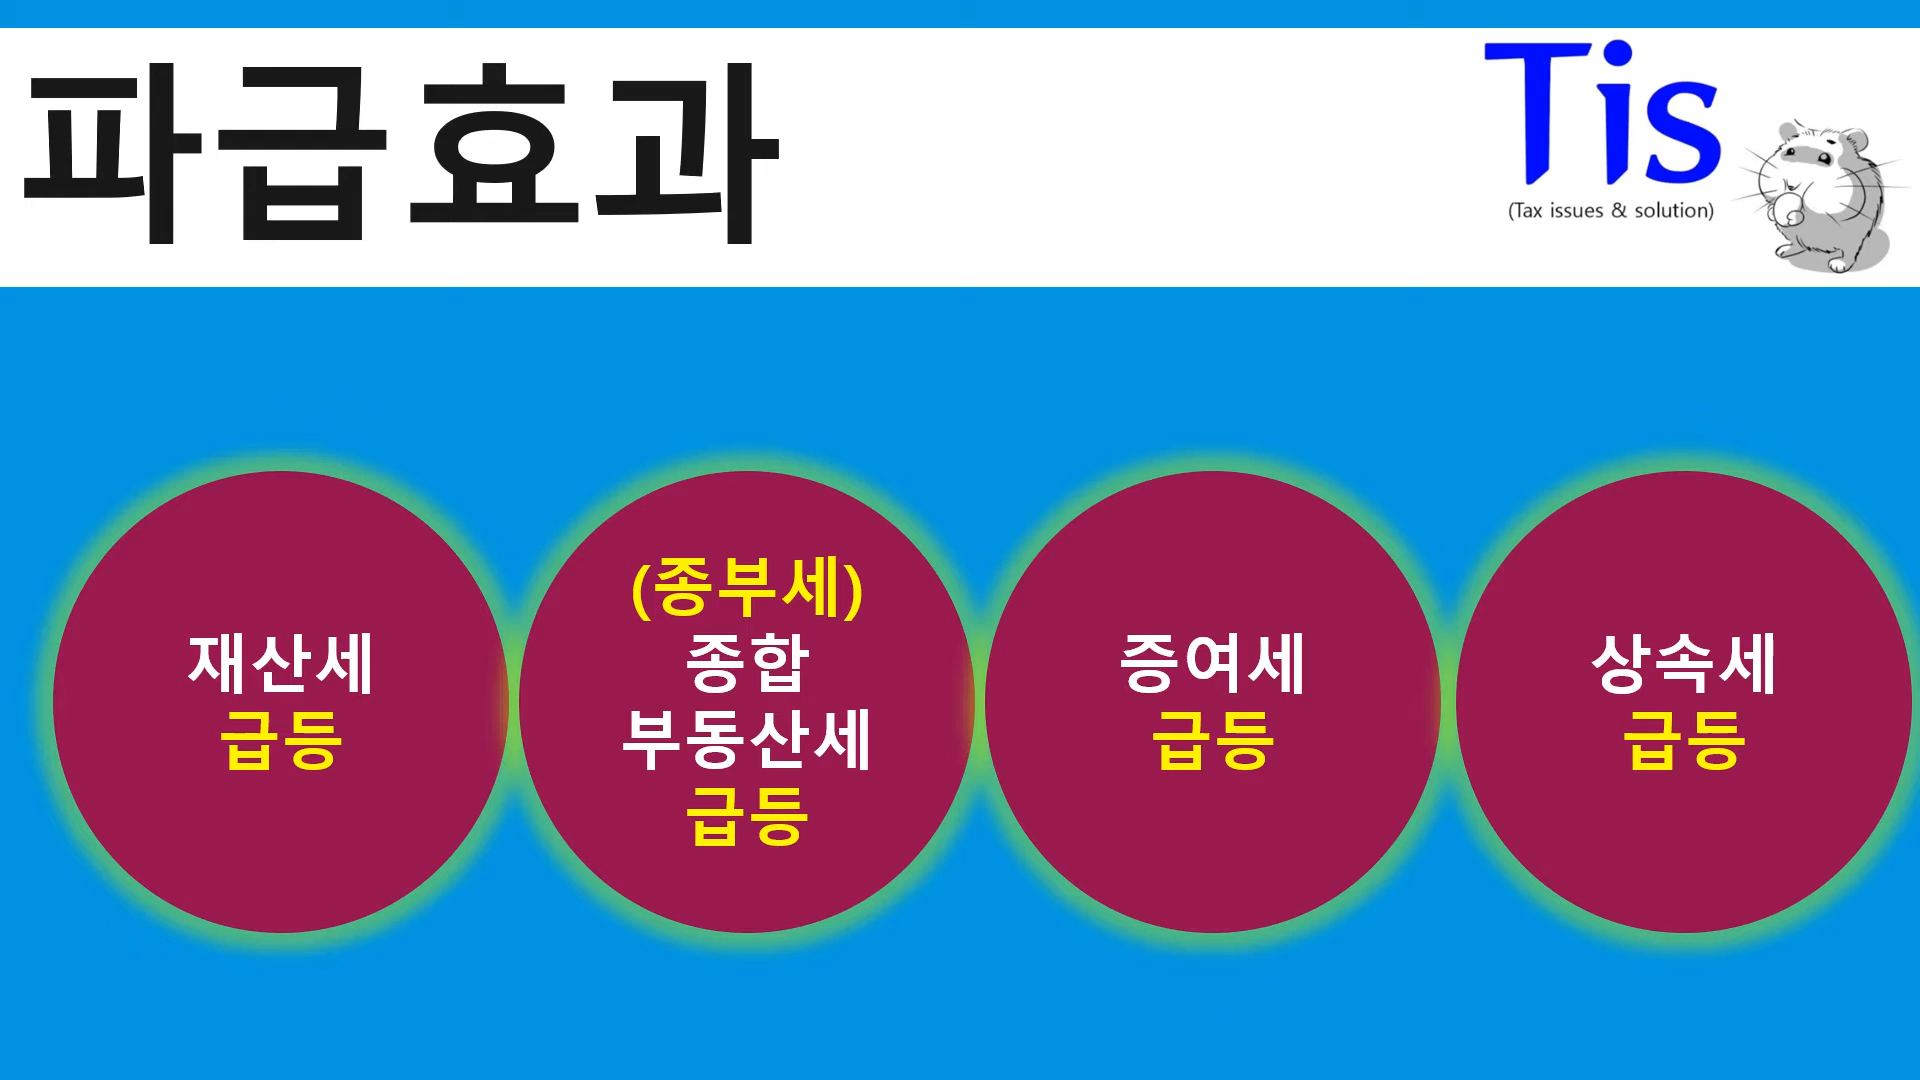 파급효과
Tis
(Tax issues & solution)
재산세
급등
(종부세)
종합
부동산세
급등
증여세
급등
상속세
급등